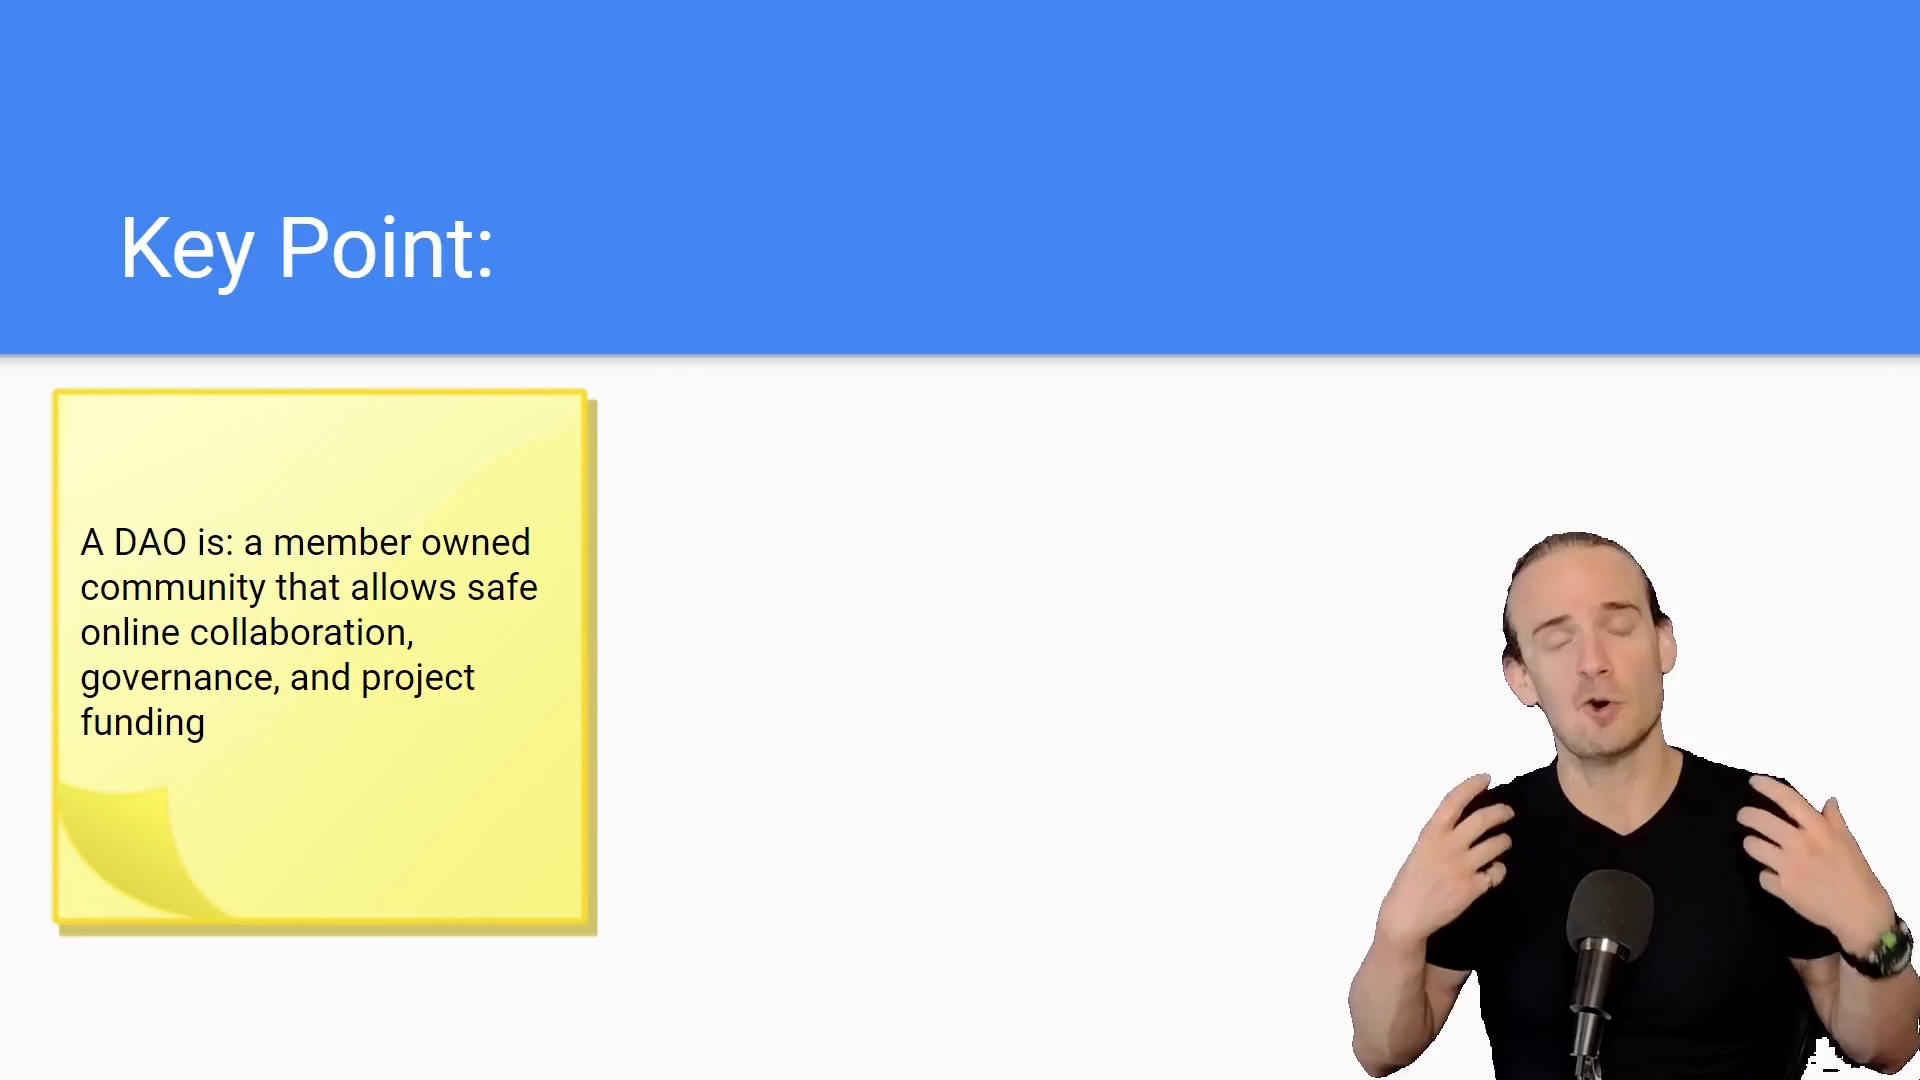 Key Point:
A DAO is: a member owned
community that allows safe
online collaboration,
governance, and project
funding